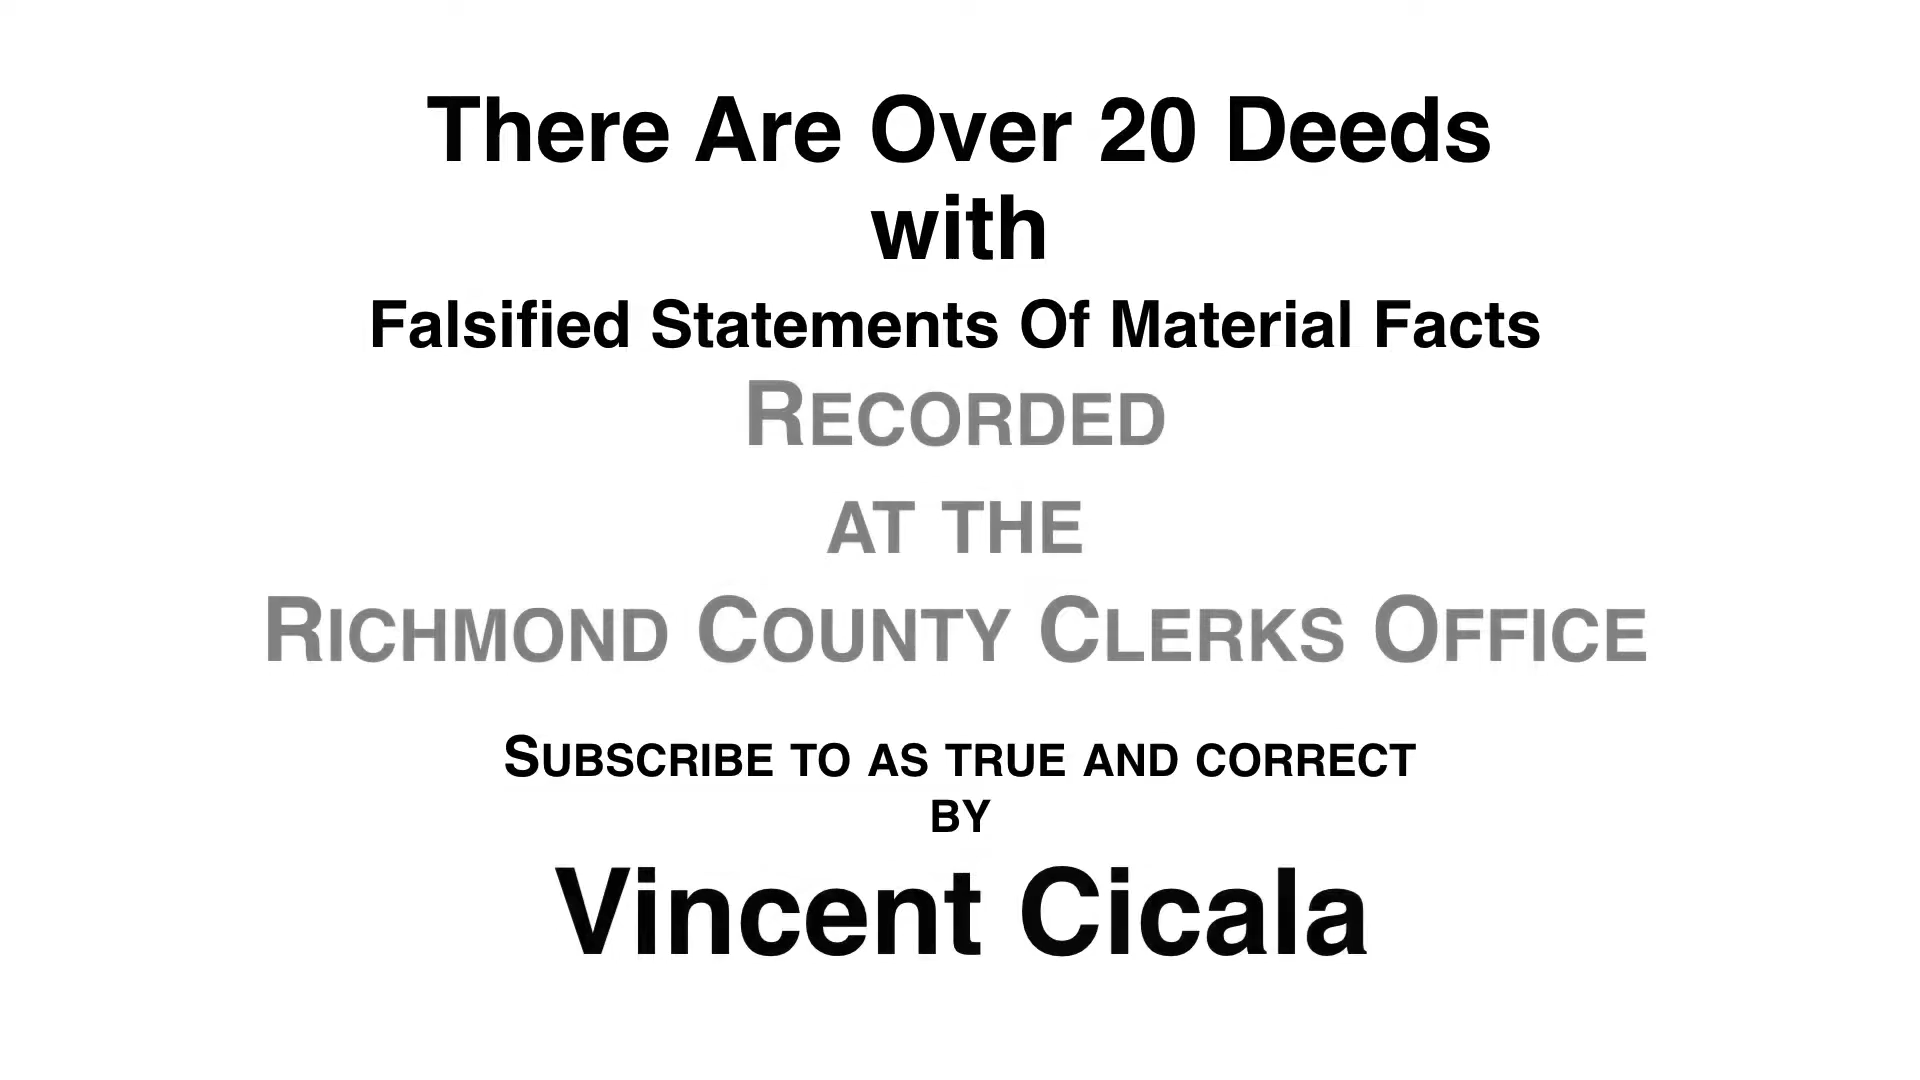 There Are Over 20 Deeds
with
Falsified Statements Of Material Facts
RECORDED
AT THE
RICHMOND COUNTY CLERKS OFFICE
SUBSCRIBE TO AS TRUE AND CORRECT
BY
Vincent Cicala